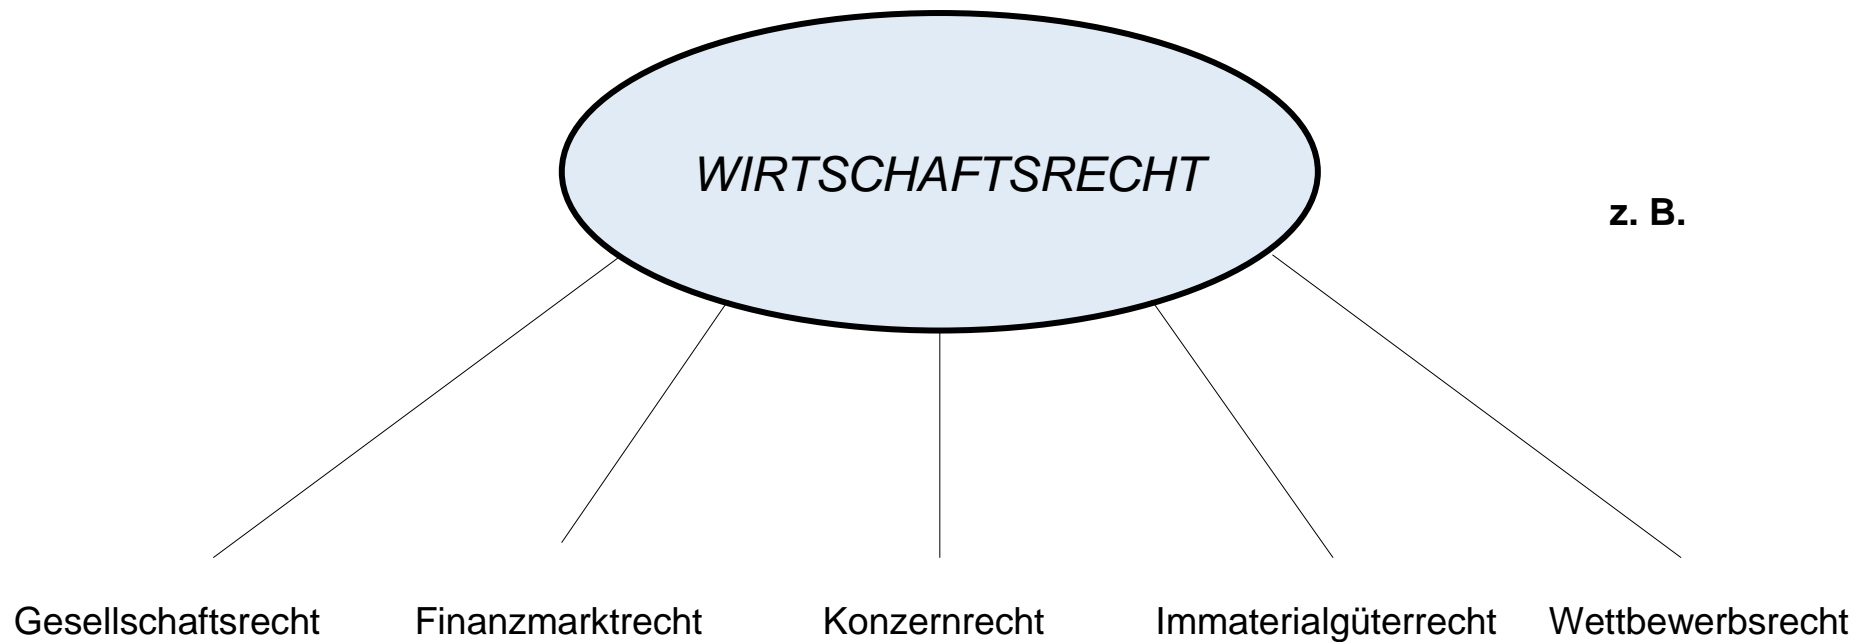 WIRTSCHAFTSRECHT
z. B.
Gesellschaftsrecht
Finanzmarktrecht
Konzernrecht
Immaterialgüterrecht
Wettbewerbsrecht